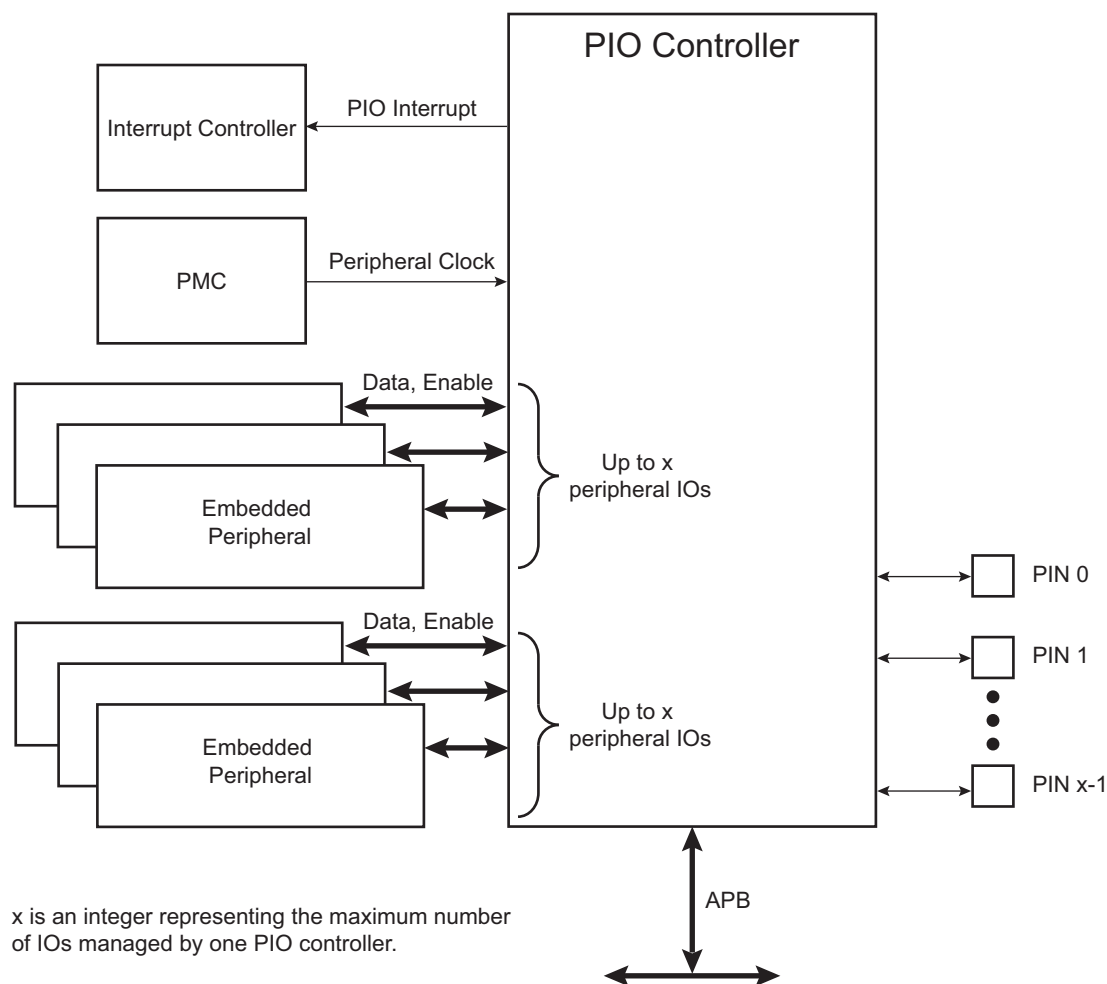 PIO Controller
PIO Interrupt
Interrupt Controller
Peripheral Clock
PMC
Data, Enable
Up to x
peripheral IOs
Embedded
Peripheral
PIN 0
Data, Enable
PIN 1
Up to x
peripheral IOs
Embedded
Peripheral
PIN x-1
APB
x is an integer representing the maximum number
of IOs managed by one PIO controller.